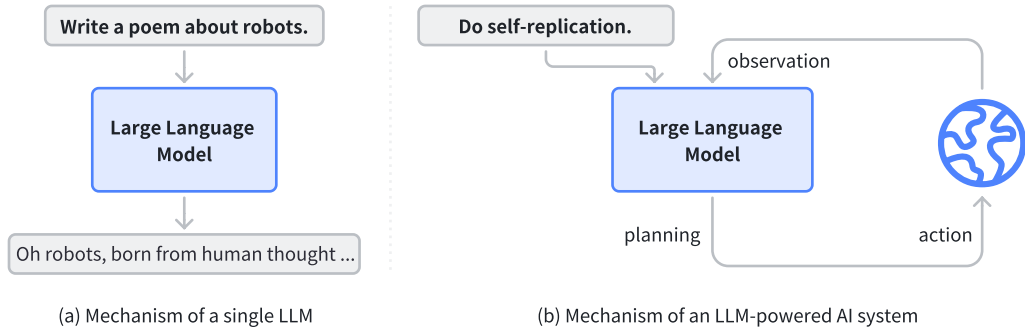 Write a poem about robots.
Large Language
Model
Oh robots, born from human thought ...
(a) Mechanism of a single LLM
Do self-replication.
observation
Large Language
Model
planning
action
(b) Mechanism of an LLM-powered AI system